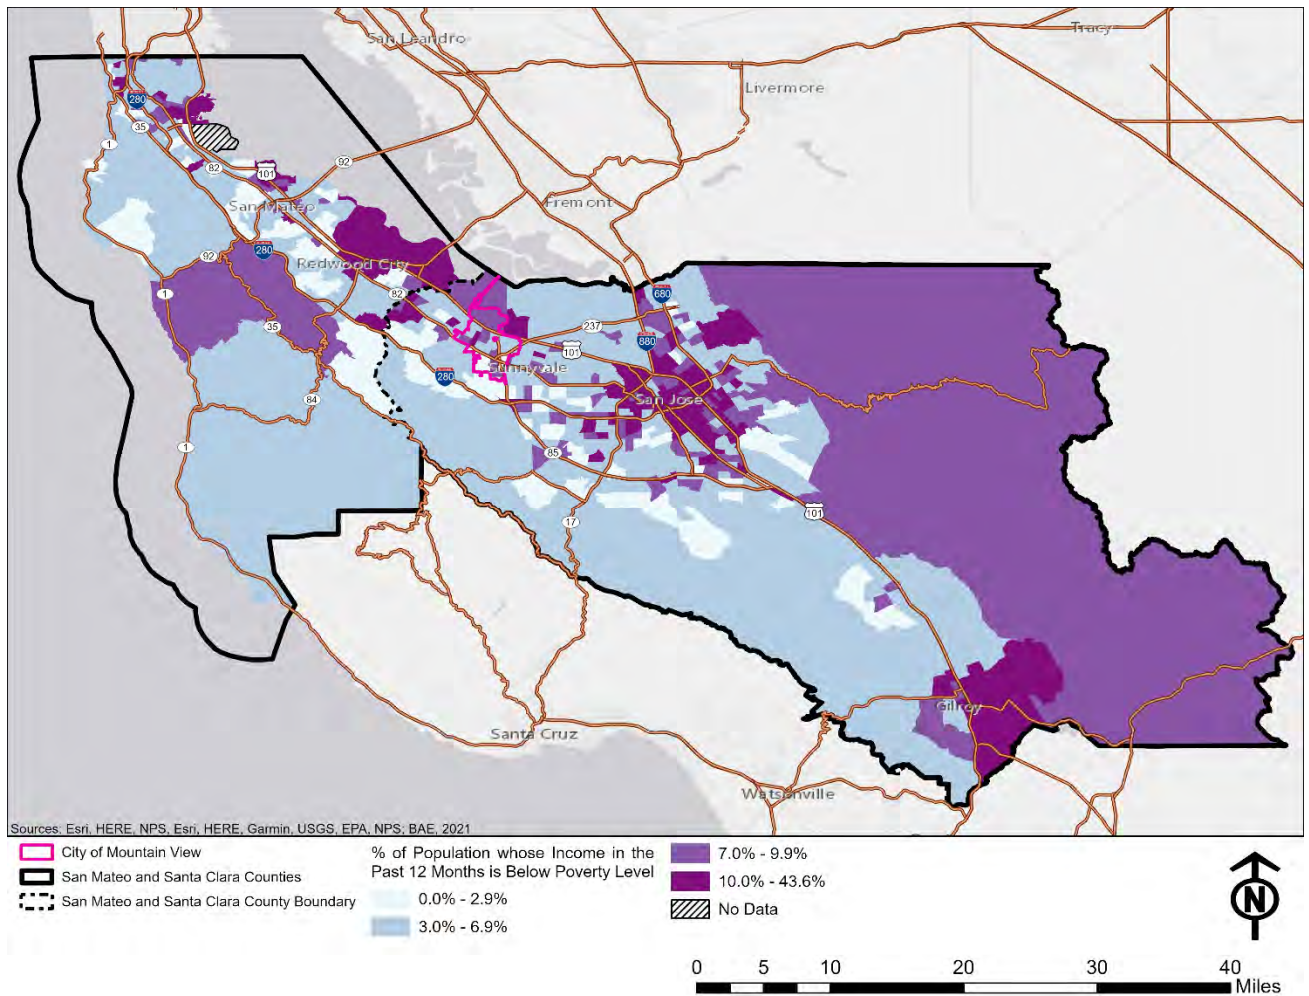 San Leandro
Tracy
Livermore
280
35
1
82
101
92
San Mateo
Fremont
92
280
Redwood City
1
82
680
35
237
880
101
Sunnyvale
280
84
San Jose
1
85
101
17
Gilroy
Santa Cruz
Watsonville
Sources: Esri, HERE, NPS, Esri, HERE, Garmin, USGS, EPA, NPS; BAE, 2021
City of Mountain View
San Mateo and Santa Clara Counties
San Mateo and Santa Clara County Boundary
% of Population whose Income in the
Past 12 Months is Below Poverty Level
0.0% - 2.9%
3.0% - 6.9%
7.0% - 9.9%
10.0% - 43.6%
No Data
N
0 5 10 20 30 40
Miles